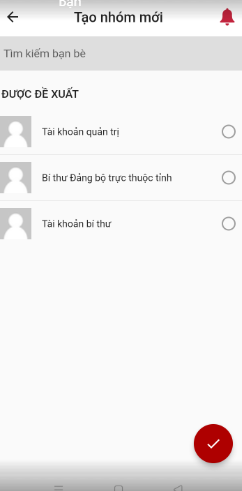 bạn
Tạo nhóm mới
Tìm kiếm bạn bè
ĐƯỢC ĐỀ XUẤT
Tài khoản quản trị
Bí thư Đảng bộ trực thuộc tỉnh
Tài khoản bí thư